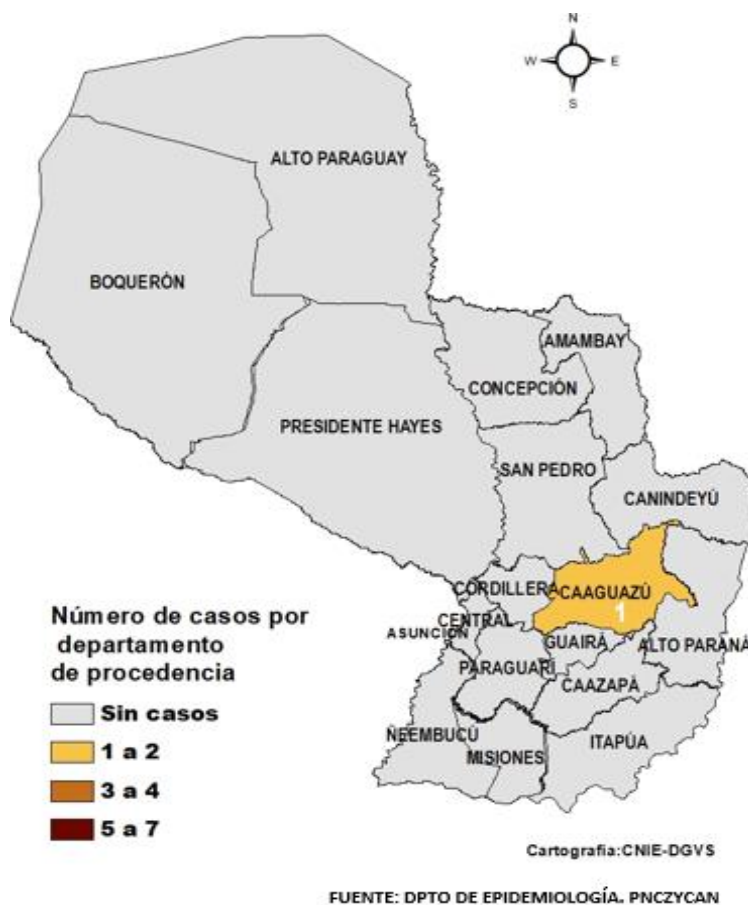 N
W E
S
ALTO PARAGUAY
BOQUERÓN
AMAMBAY
CONCEPCIÓN
PRESIDENTE HAYES
SAN PEDRO
CANINDEYÚ
CORDILLERA
CAAGUAZÚ
1
CENTRAL
ASUNCIÓN
GUAIRÁ
ALTO PARANÁ
PARAGUARÍ
CAAZAPÁ
ÑEEMBUCÚ
MISIONES
ITAPÚA
Número de casos por
departamento
de procedencia
Sin casos
1 a 2
3 a 4
5 a 7
Cartografia:CNIE-DGVS
FUENTE: DPTO DE EPIDEMIOLOGÍA. PNCZYCAN